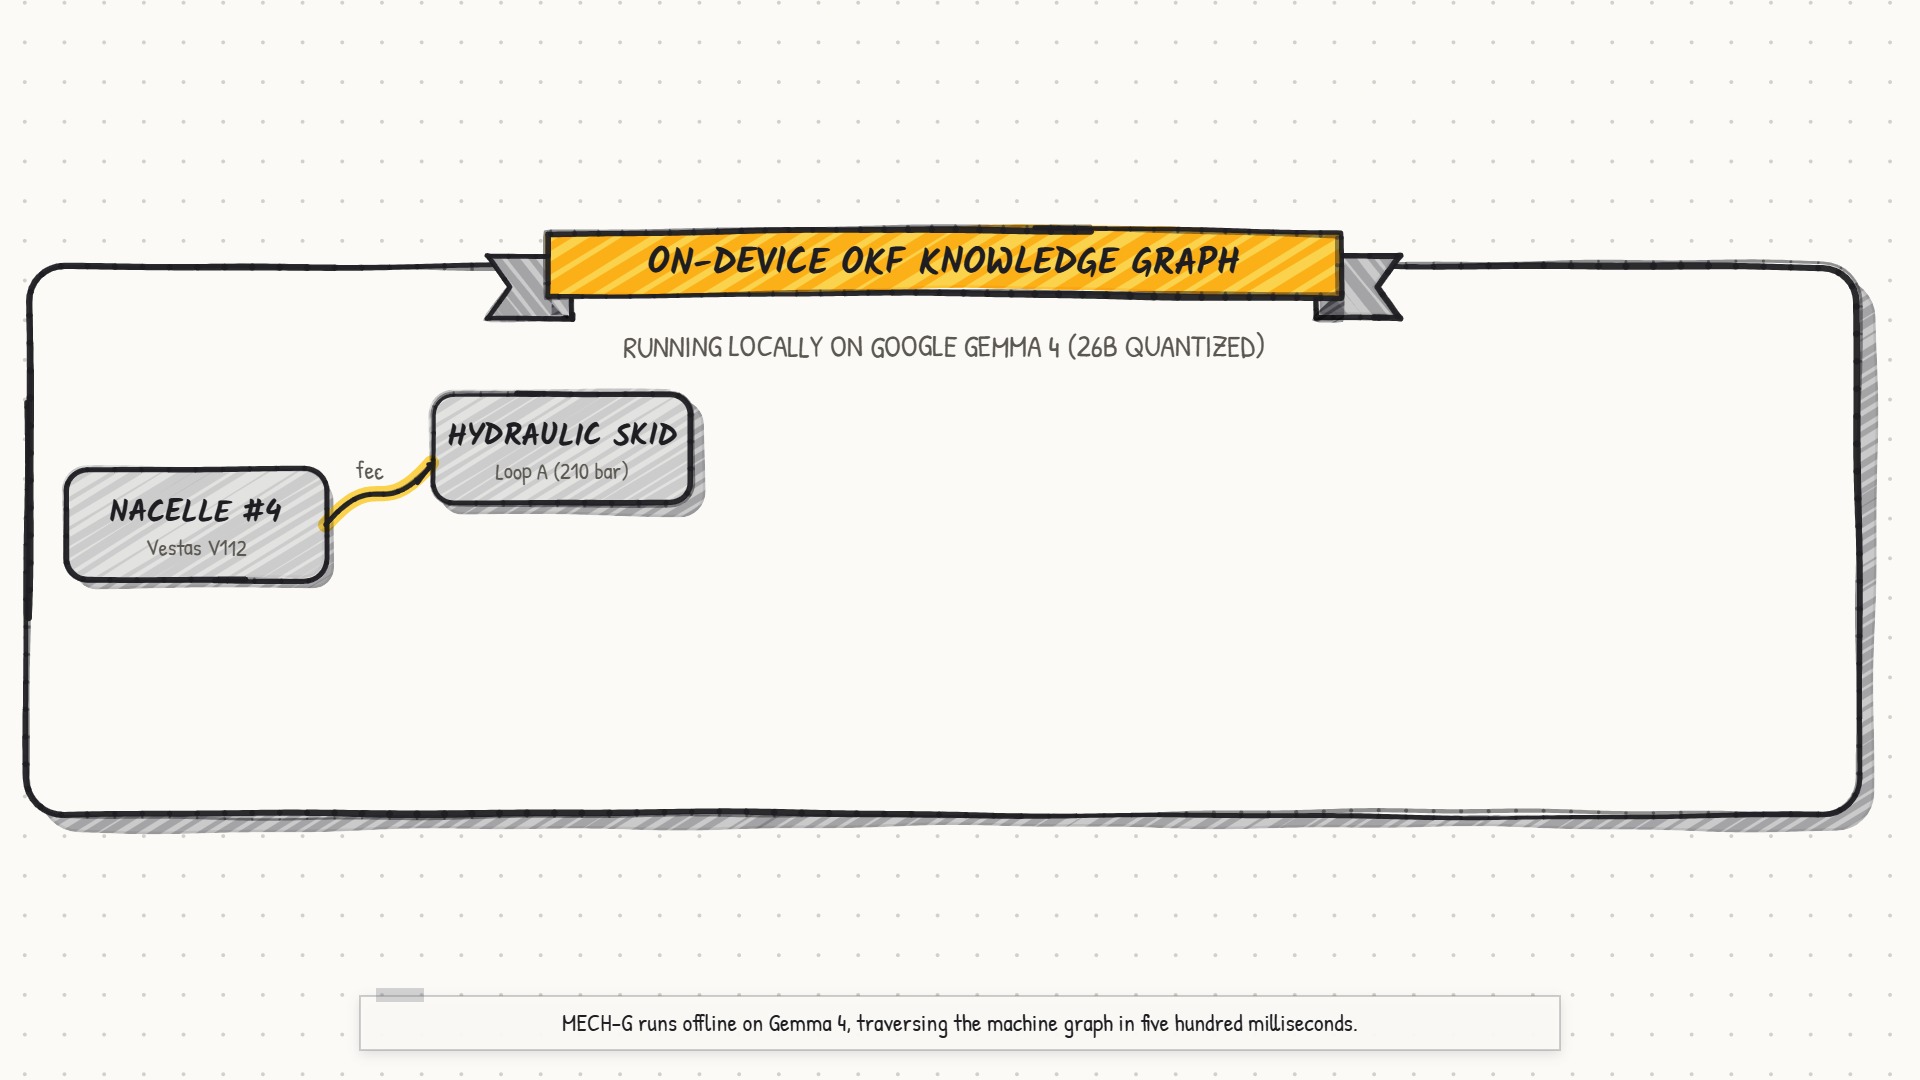 ON-DEVICE OKF KNOWLEDGE GRAPH
RUNNING LOCALLY ON GOOGLE GEMMA 4 (26B QUANTIZED)
HYDRAULIC SKID
Loop A (210 bar)
fec
NACELLE #4
Vestas V112
MECH-G runs offline on Gemma 4, traversing the machine graph in five hundred milliseconds.